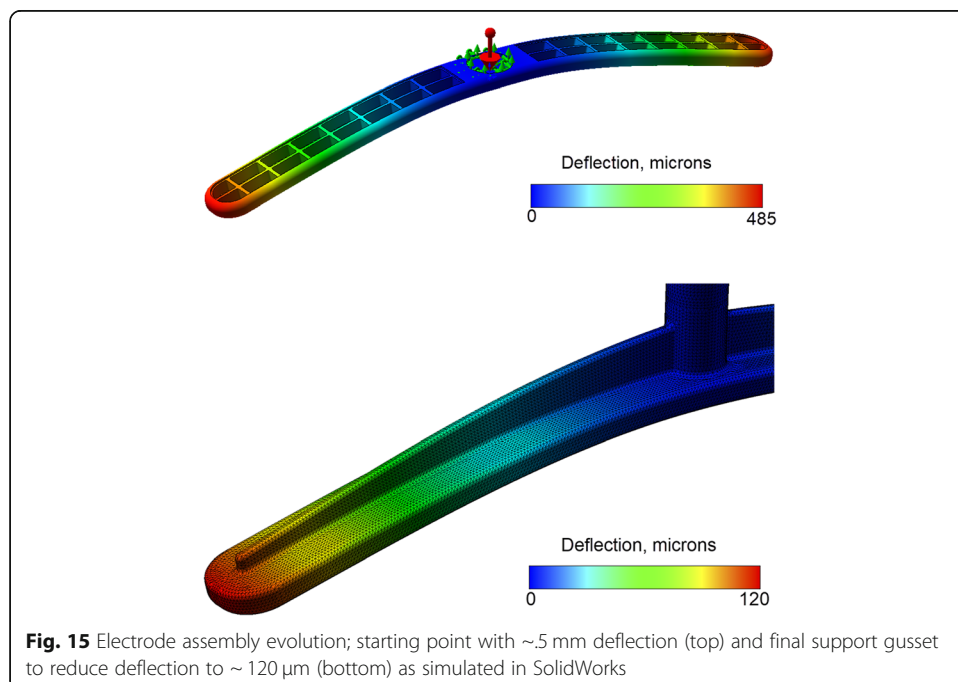 Deflection, microns
0 485
Deflection, microns
0 120
Fig. 15 Electrode assembly evolution; starting point with ~.5 mm deflection (top) and final support gusset
to reduce deflection to ~ 120 μm (bottom) as simulated in SolidWorks